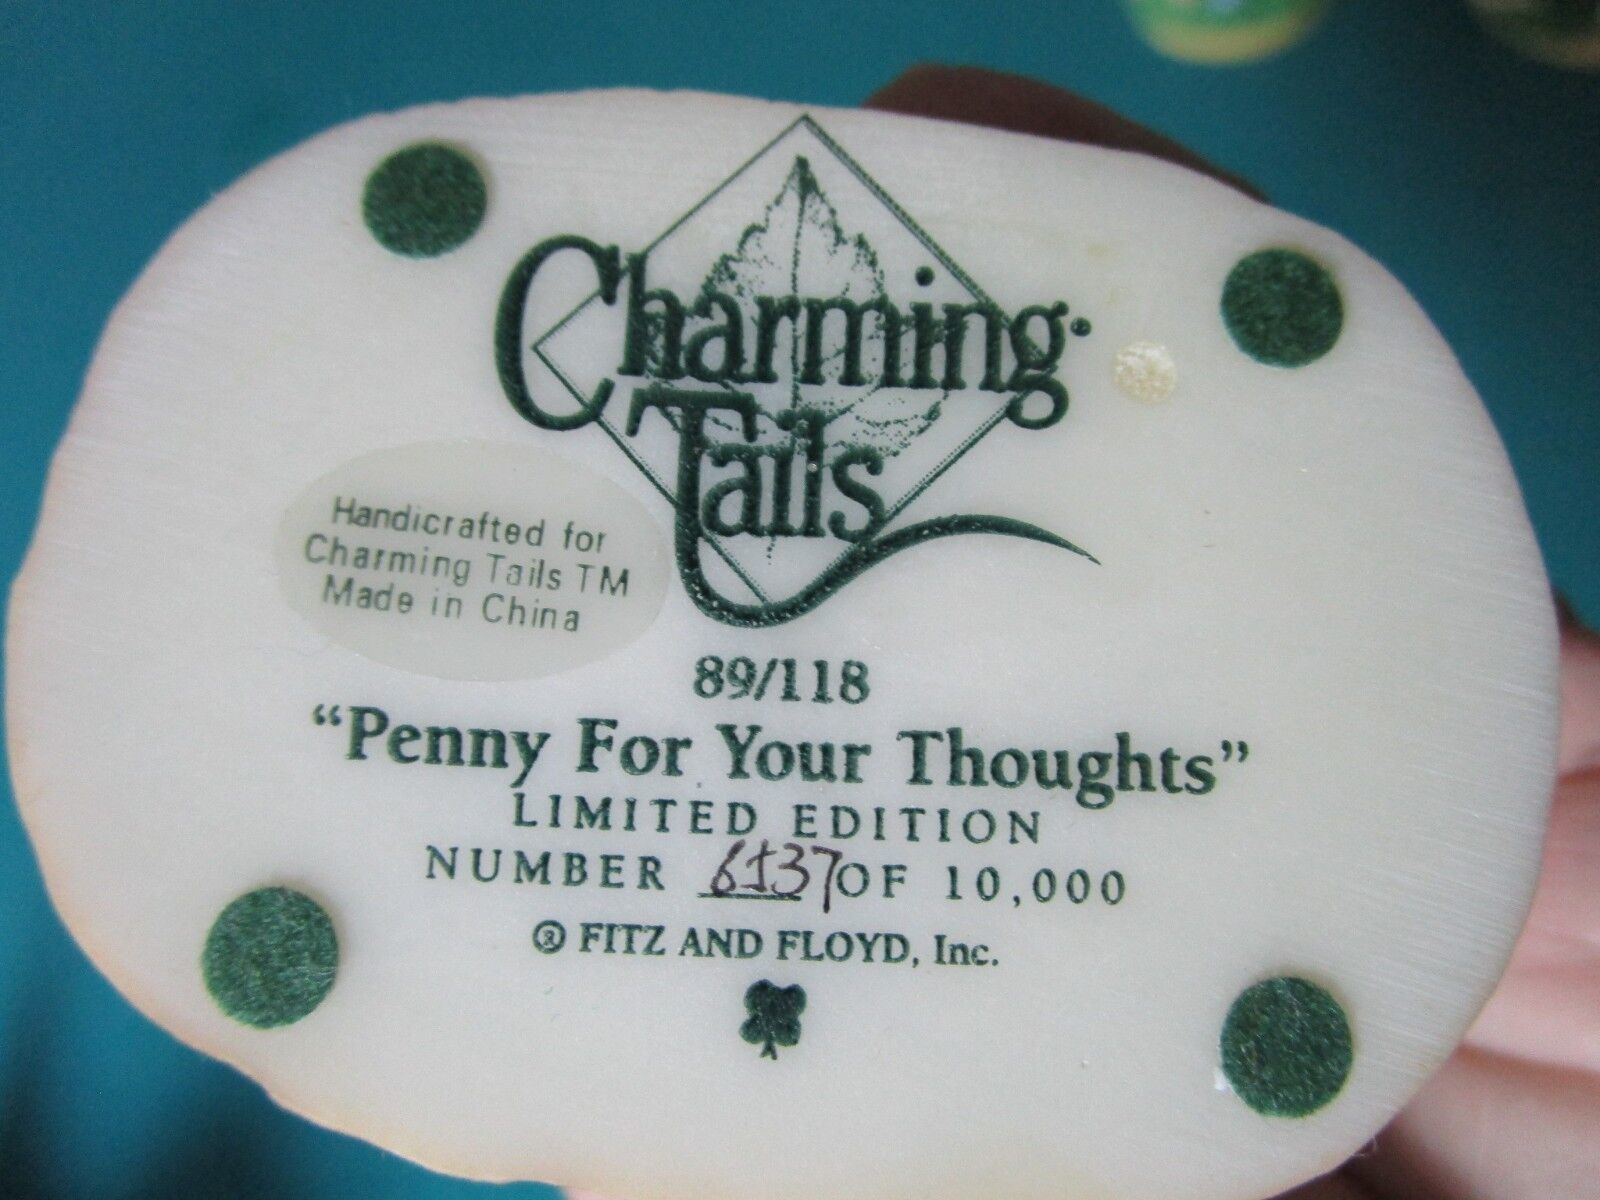 Charming
Tails
Handicrafted for
Charming Tails TM
Made in China
89/118
“Penny For Your Thoughts”
LIMITED EDITION
NUMBER 6137 OF 10,000
® FITZ AND FLOYD, Inc.